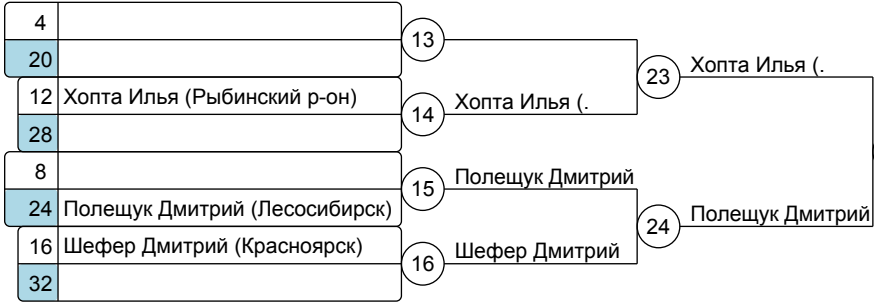 4
20
13
12 Хопта Илья (Рыбинский р-он)
28
14
Хопта Илья (.
23
Хопта Илья (.
8
24 Полещук Дмитрий (Лесосибирск)
15
Полещук Дмитрий
16 Шефер Дмитрий (Красноярск)
32
16
Шефер Дмитрий
24
Полещук Дмитрий